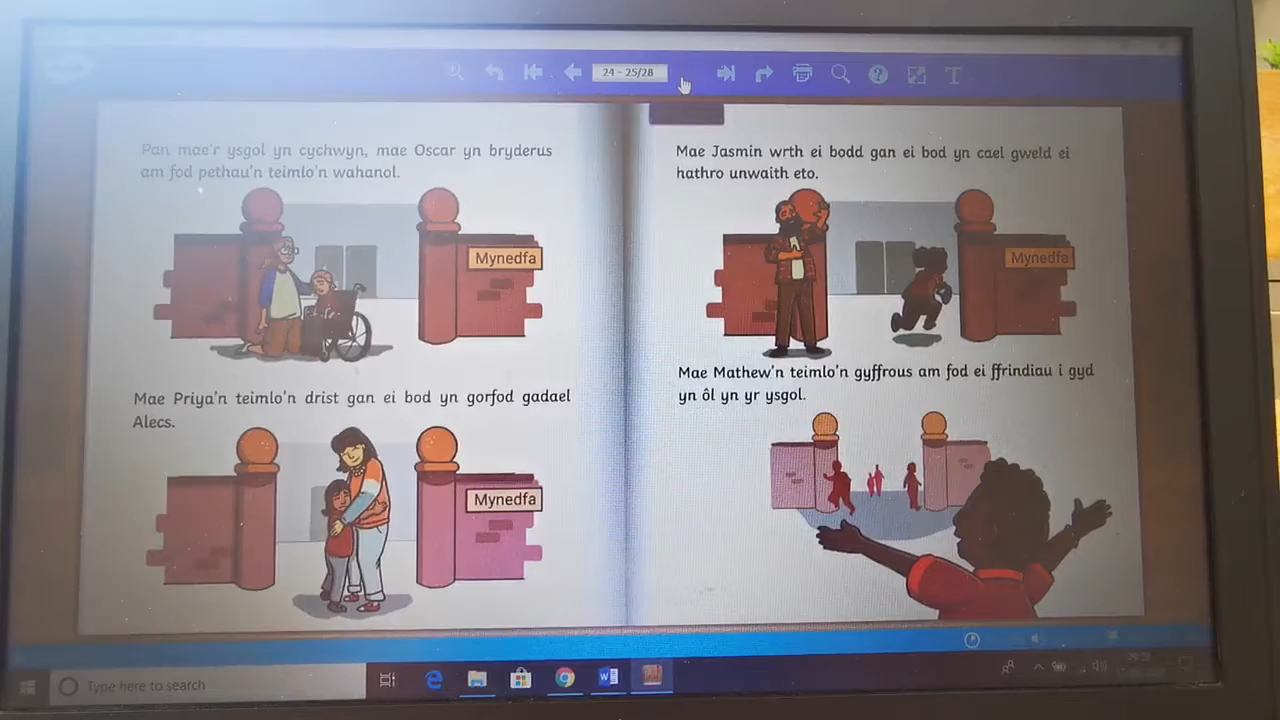 24 - 25/28
Pan mae'r ysgol yn cychwyn, mae Oscar yn bryderus
am fod pethau'n teimlo'n wahanol.
Mynedfa
Mae Priya'n teimlo'n drist gan ei bod yn gorfod gadael
Alecs.
Mynedfa
Mae Jasmin wrth ei bodd gan ei bod yn cael gweld ei
hathro unwaith eto.
Mynedfa
Mae Mathew'n teimlo'n gyffrous am fod ei ffrindiau i gyd
yn ôl yn yr ysgol.
Type here to search